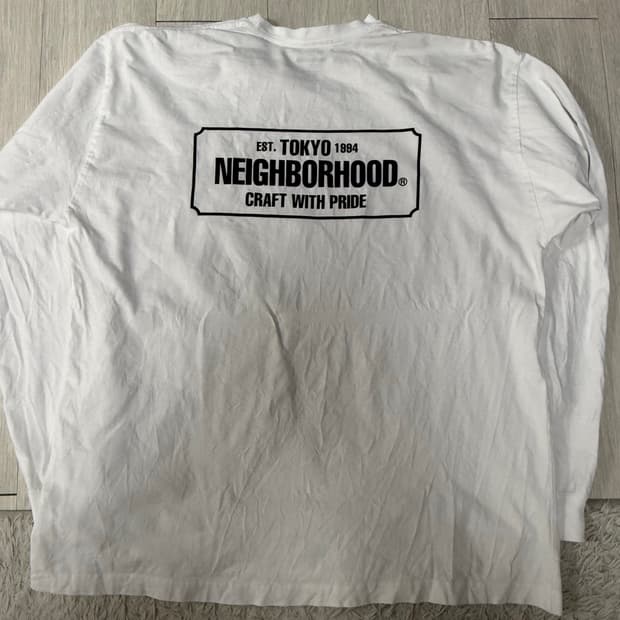 EST. TOKYO 1994
NEIGHBORHOOD®
CRAFT WITH PRIDE